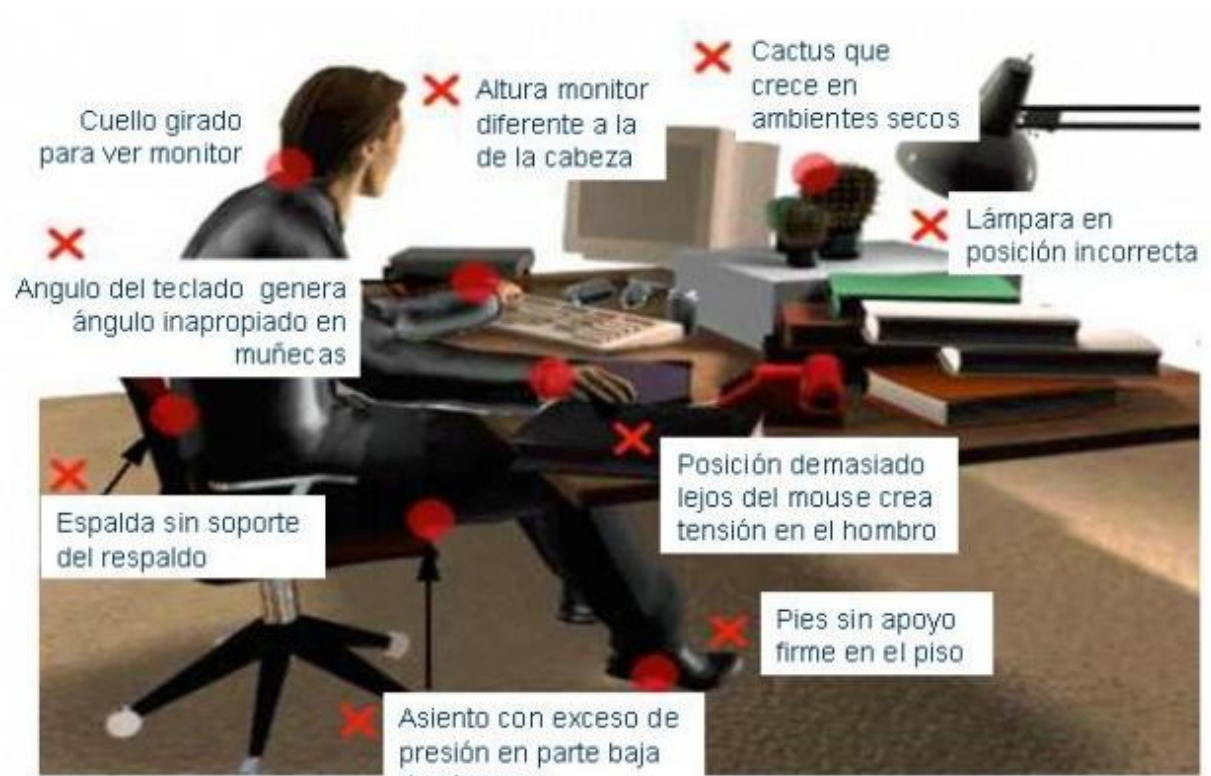 Cuello girado
para ver monitor
Altura monitor
diferente a la
de la cabeza
Cactus que
crece en
ambientes secos
Lámpara en
posición incorrecta
Angulo del teclado genera
ángulo inapropiado en
muñecas
Espalda sin soporte
del respaldo
Posición demasiado
lejos del mouse crea
tensión en el hombro
Pies sin apoyo
firme en el piso
Asiento con exceso de
presión en parte baja